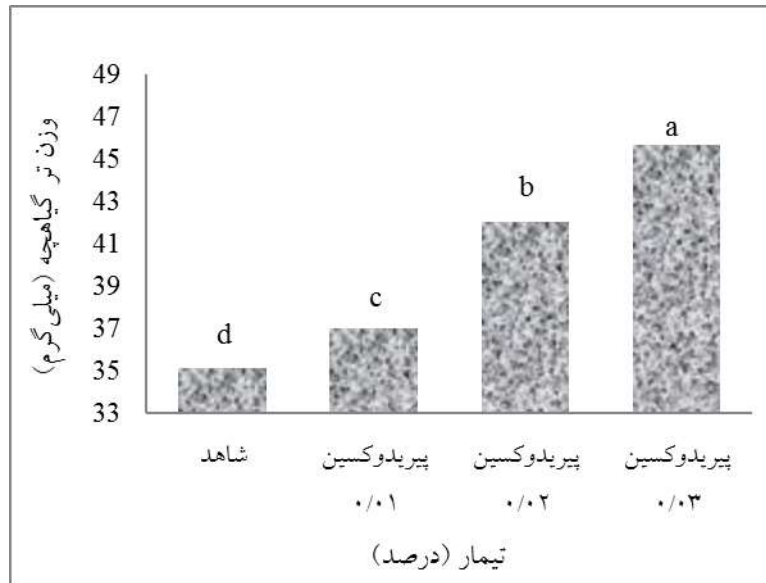 وزن تر گیاهچه (میلی‌گرم)
49
47
45
43
41
39
37
35
33
d
c
b
a
شاهد
پیریدوکسین
۰/۰۱
پیریدوکسین
۰/۰۲
پیریدوکسین
۰/۰۳
تیمار (درصد)